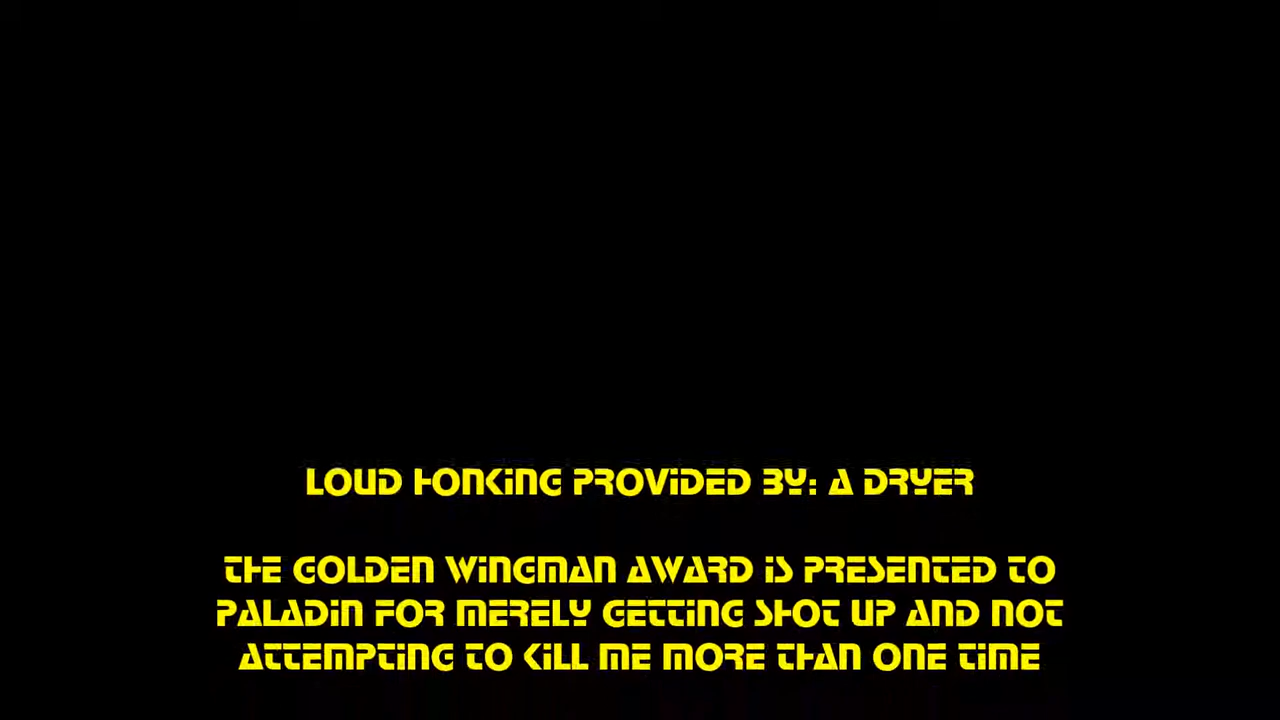 LOUD HONKING PROVIDED BY: A DRYER
THE GOLDEN WINGMAN AWARD IS PRESENTED TO
PALADIN FOR MERELY GETTING SHOT UP AND NOT
ATTEMPTING TO KILL ME MORE THAN ONE TIME